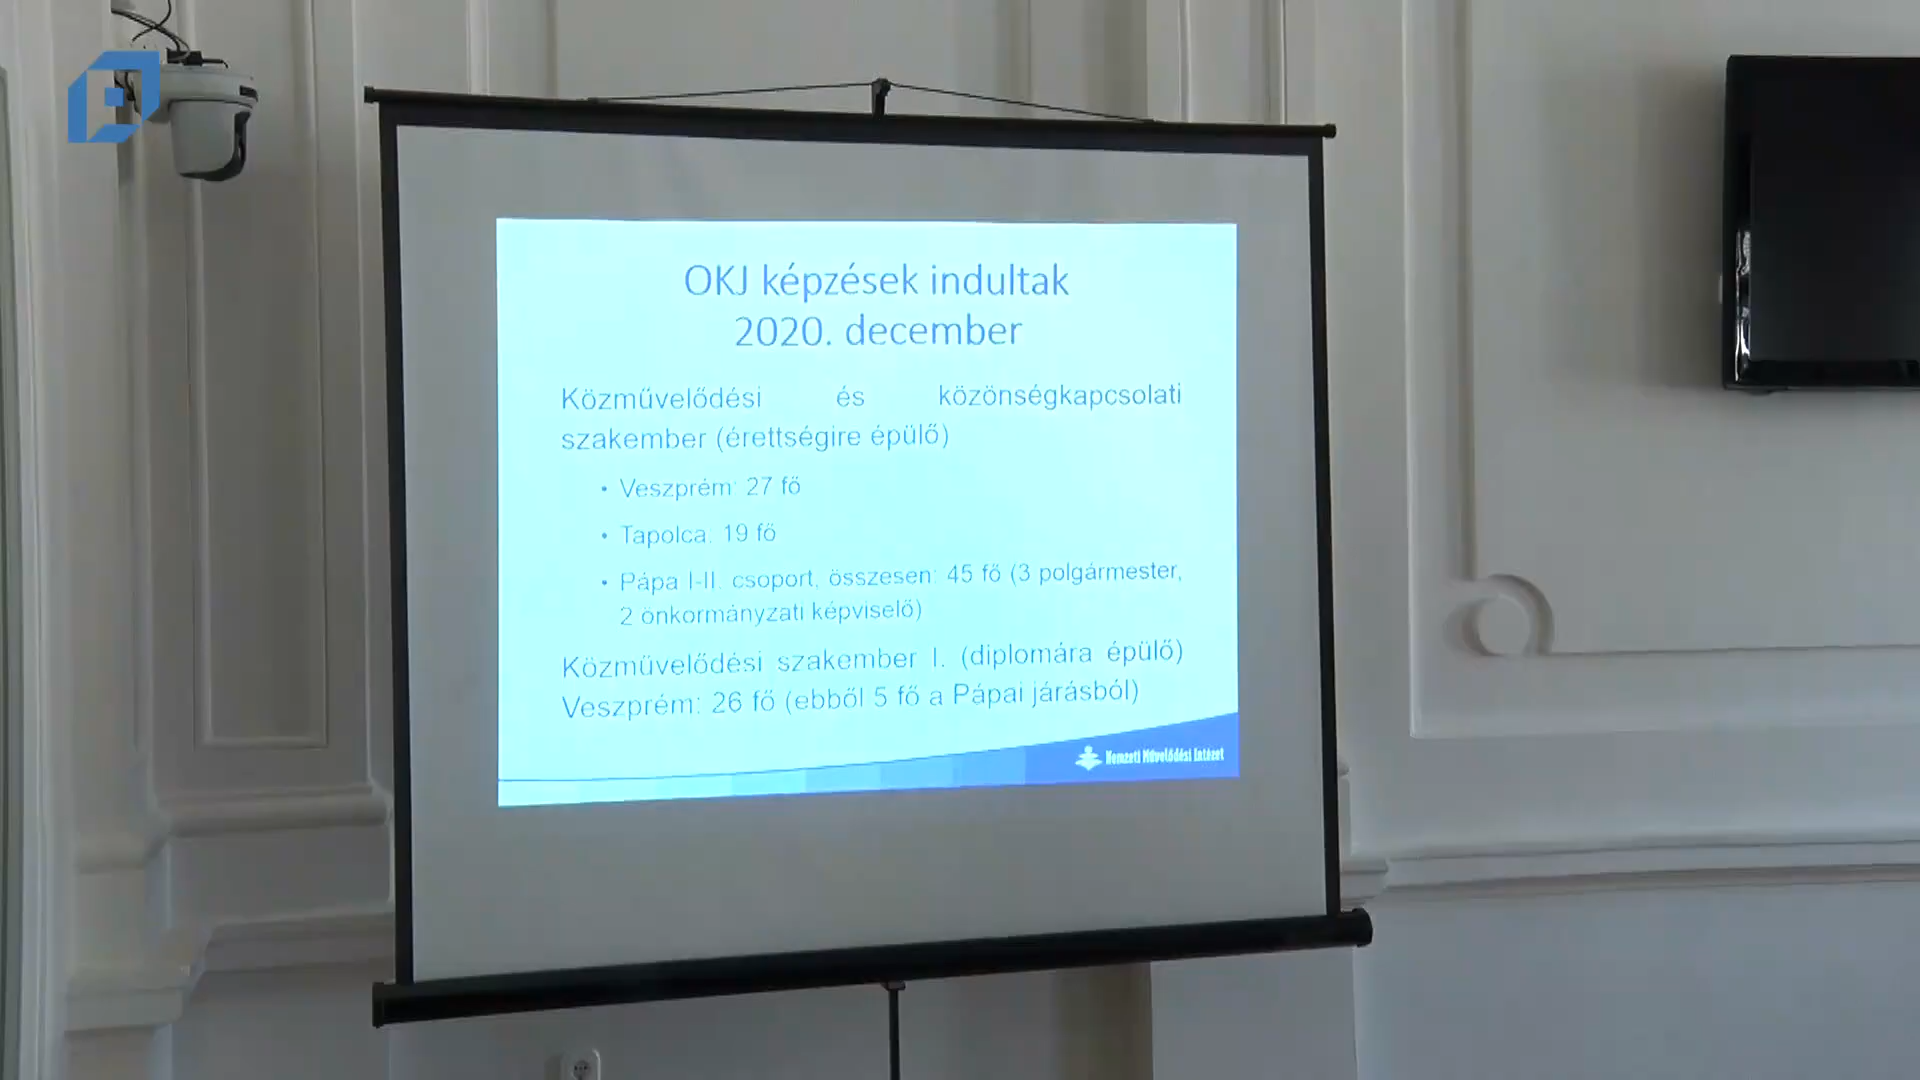 OKJ képzések indultak
2020. december
Közművelődési és közönségkapcsolati
szakember (érettségire épülő)
• Veszprém: 27 fő
• Tapolca: 19 fő
• Pápa I-II. csoport, összesen: 45 fő (3 polgármester,
2 önkormányzati képviselő)
Közművelődési szakember I. (diplomára épülő)
Veszprém: 26 fő (ebből 5 fő a Pápai járásból)
Nemzeti Művelődési Intézet